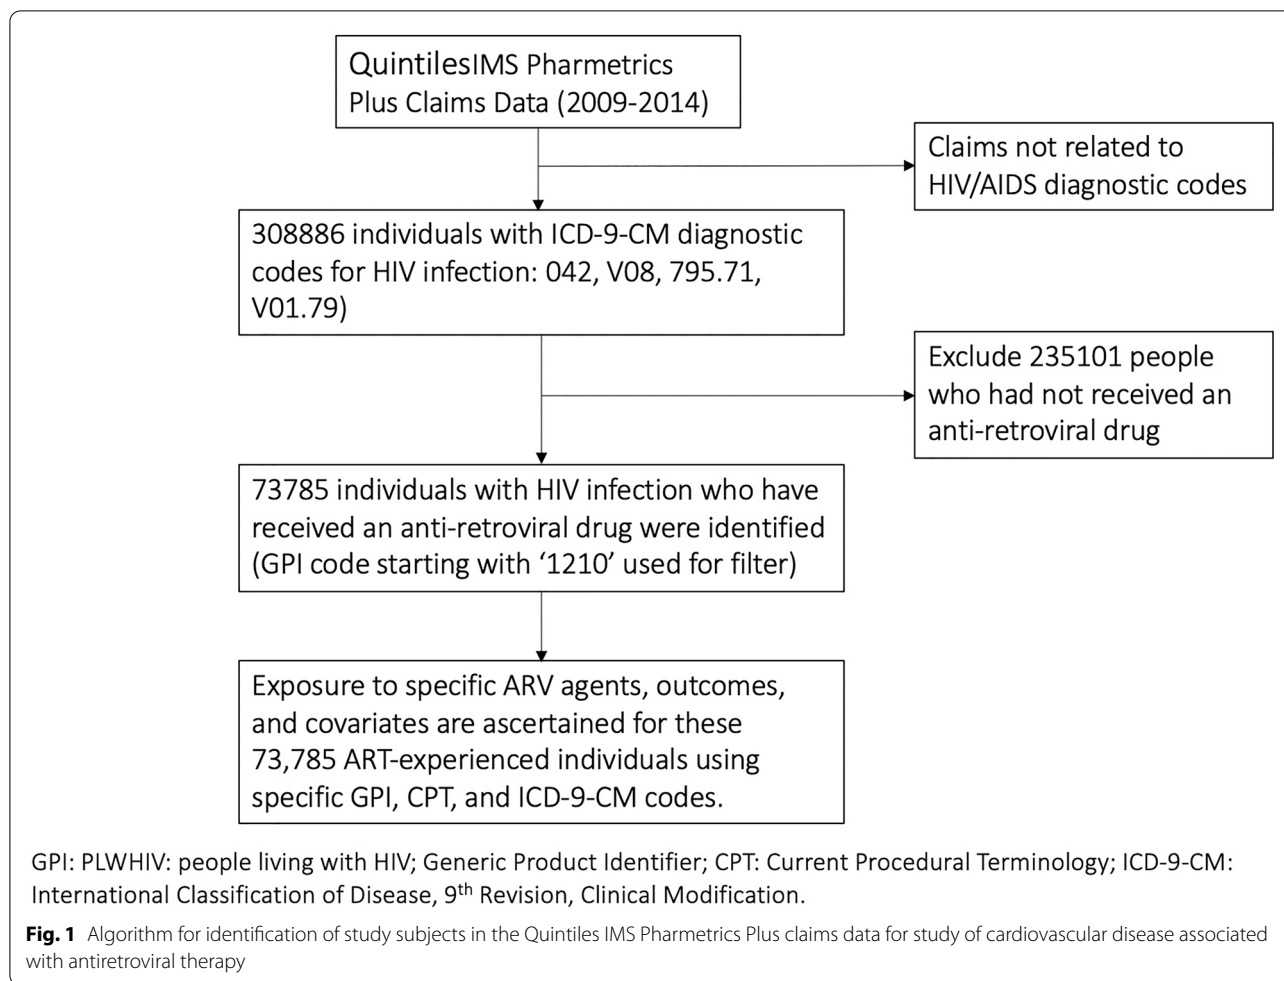 QuintilesIMS Pharmetrics
Plus Claims Data (2009-2014)
Claims not related to
HIV/AIDS diagnostic codes
308886 individuals with ICD-9-CM diagnostic
codes for HIV infection: 042, V08, 795.71,
V01.79)
Exclude 235101 people
who had not received an
anti-retroviral drug
73785 individuals with HIV infection who have
received an anti-retroviral drug were identified
(GPI code starting with ‘1210’ used for filter)
Exposure to specific ARV agents, outcomes,
and covariates are ascertained for these
73,785 ART-experienced individuals using
specific GPI, CPT, and ICD-9-CM codes.
GPI: PLWHIV: people living with HIV; Generic Product Identifier; CPT: Current Procedural Terminology; ICD-9-CM:
International Classification of Disease, 9th Revision, Clinical Modification.
Fig. 1 Algorithm for identification of study subjects in the Quintiles IMS Pharmetrics Plus claims data for study of cardiovascular disease associated
with antiretroviral therapy